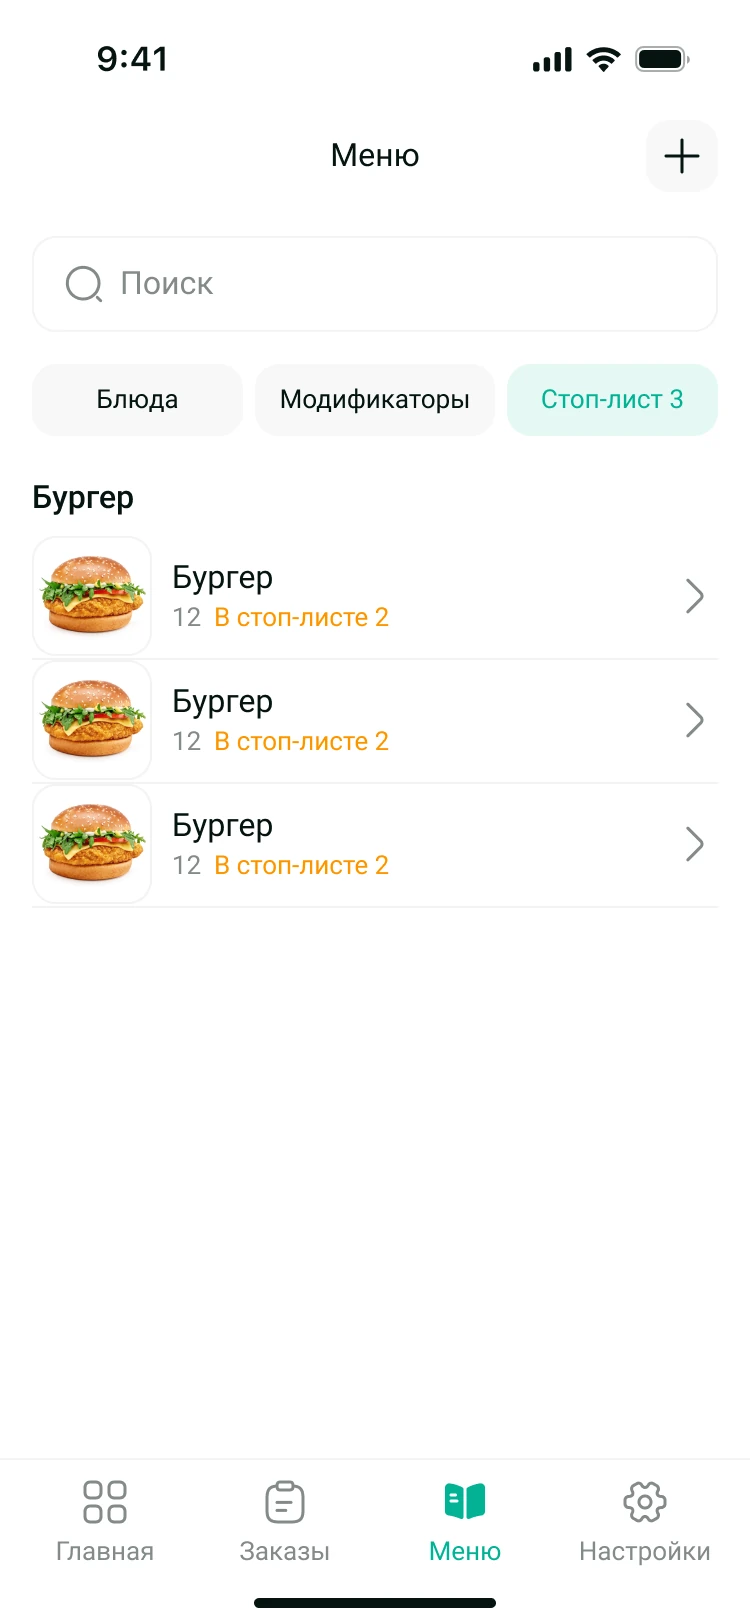 9:41
Меню
Поиск
Блюда Модификаторы Стоп-лист 3
Бургер
Бургер
12 В стоп-листе 2
Бургер
12 В стоп-листе 2
Бургер
12 В стоп-листе 2
Главная Заказы Меню Настройки